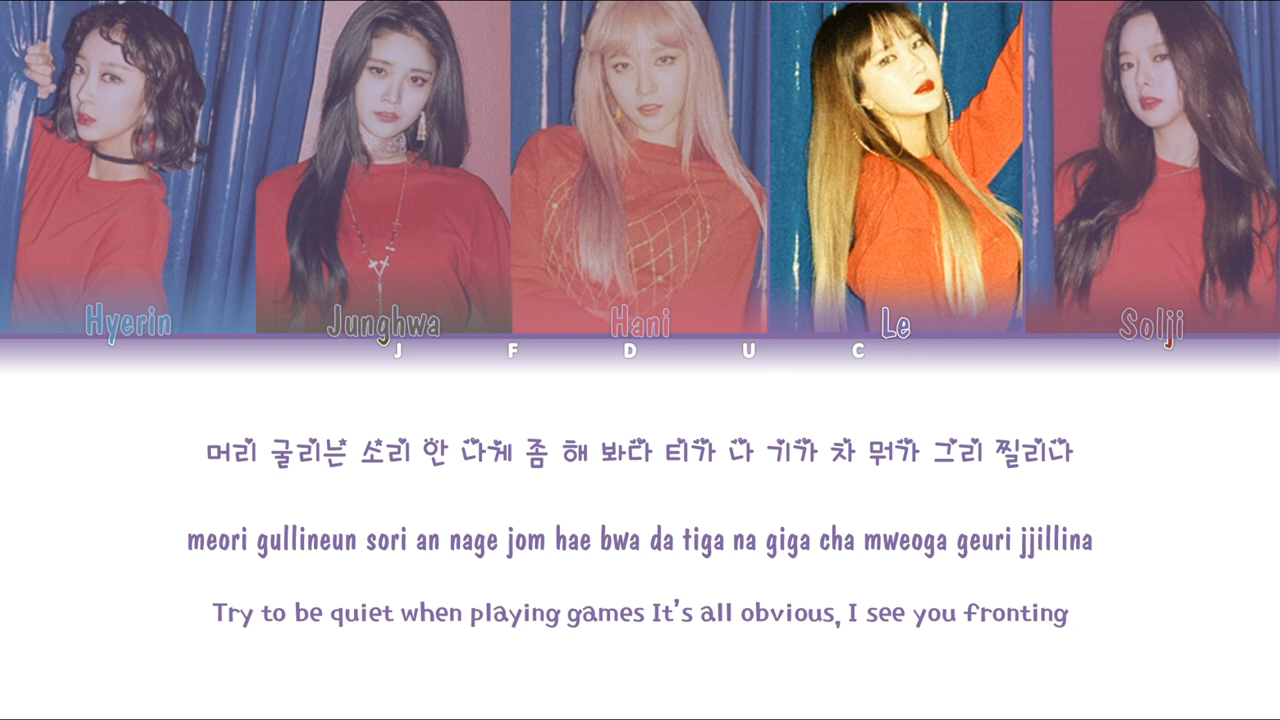 Hyerin Junghwa Hani Le Solji
J F D U C
머리 굴리는 소리 안 나게 좀 해 봐다 티가 나 기가 차 뭐가 그리 찔리나
meori gullineun sori an nage jom hae bwa da tiga na giga cha mweoga geuri jjillina
Try to be quiet when playing games It's all obvious, I see you fronting